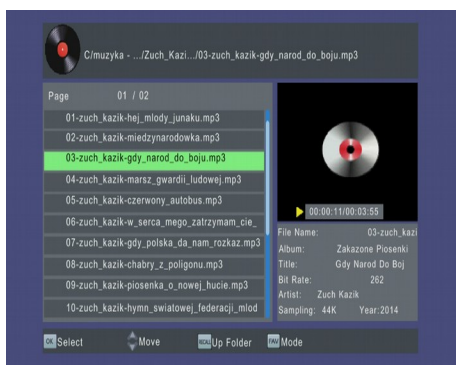 C/muzyka - .../Zuch_Kazi.../03-zuch_kazik-gdy_narod_do_boju.mp3
Page 01 / 02
01-zuch_kazik-hej_mlody_junaku.mp3
02-zuch_kazik-miedzynarodowka.mp3
03-zuch_kazik-gdy_narod_do_boju.mp3
04-zuch_kazik-marsz_gwardii_ludowej.mp3
05-zuch_kazik-czerwony_autobus.mp3
06-zuch_kazik-w_serca_mego_zatrzymam_cie_
07-zuch_kazik-gdy_polska_da_nam_rozkaz.mp3
08-zuch_kazik-chabry_z_poligonu.mp3
09-zuch_kazik-piosenka_o_nowej_hucie.mp3
10-zuch_kazik-hymn_swiatowej_federacji_mlod
00:00:11/00:03:55
File Name: 03-zuch_kazi
Album: Zakazone Piosenki
Title: Gdy Narod Do Boj
Bit Rate: 262
Artist: Zuch Kazik
Sampling: 44K Year:2014
OK Select Move RECALL Up Folder FAV Mode